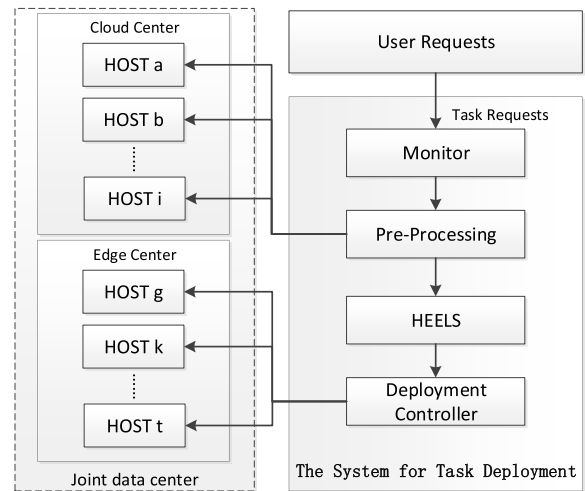 Cloud Center
HOST a
HOST b
HOST i
Edge Center
HOST g
HOST k
HOST t
Joint data center
User Requests
Task Requests
Monitor
Pre-Processing
HEELS
Deployment
Controller
The System for Task Deployment